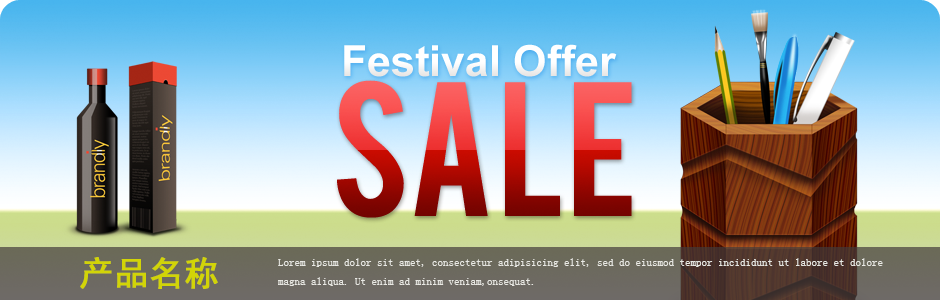 Festival Offer
SALE
brandly
brandly
产品名称
Lorem ipsum dolor sit amet, consectetur adipisicing elit, sed do eiusmod tempor incididunt ut labore et dolore
magna aliqua. Ut enim ad minim veniam,onsequat.